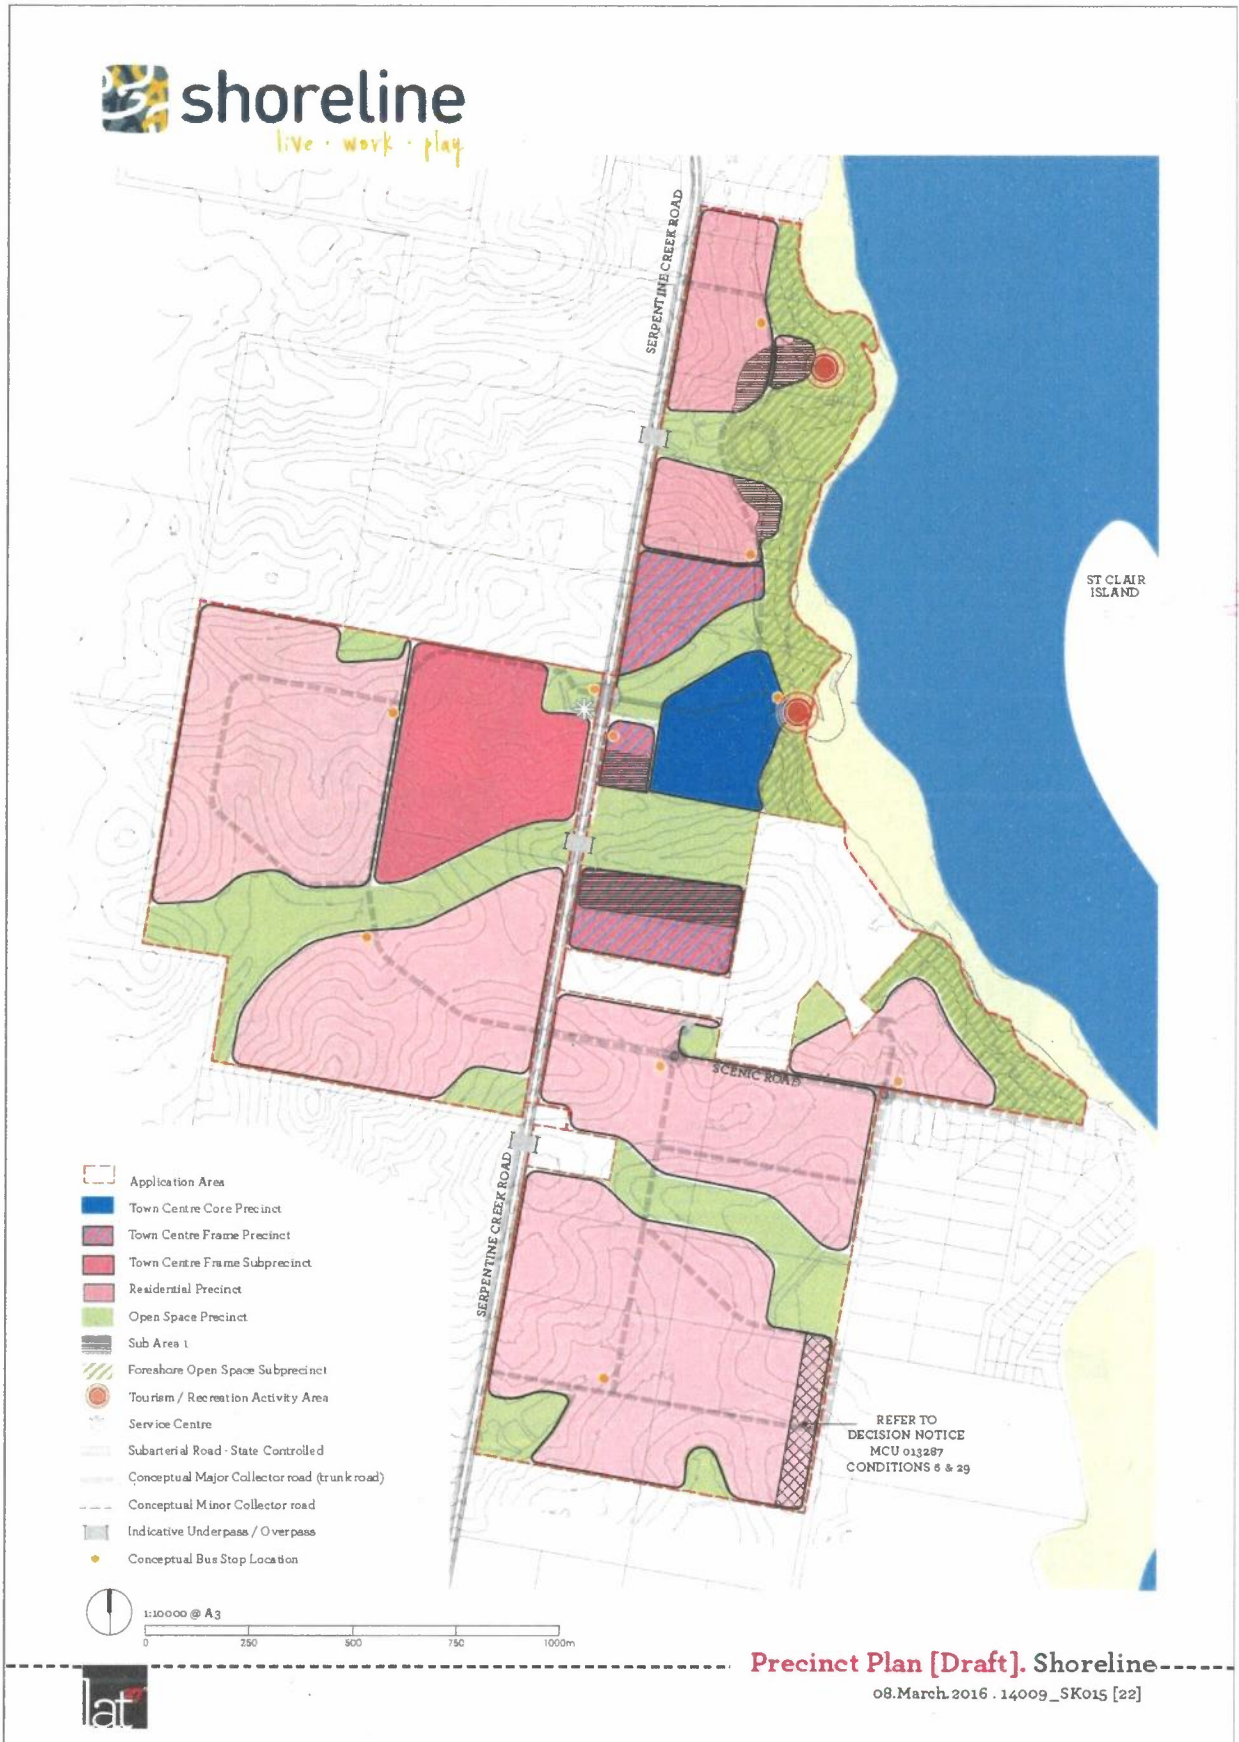 shoreline
live · work · play
SERPENTINE CREEK ROAD
ST CLAIR
ISLAND
SCENIC ROAD
SERPENTINE CREEK ROAD
Application Area
Town Centre Core Precinct
Town Centre Frame Precinct
Town Centre Frame Subprecinct
Residential Precinct
Open Space Precinct
Sub Area 1
Foreshore Open Space Subprecinct
Tourism / Recreation Activity Area
Service Centre
Subarterial Road - State Controlled
Conceptual Major Collector road (trunk road)
Conceptual Minor Collector road
Indicative Underpass / Overpass
Conceptual Bus Stop Location
REFER TO
DECISION NOTICE
MCU 013287
CONDITIONS 6 & 29
1:10000 @ A3
0 250 500 750 1000m
Precinct Plan [Draft]. Shoreline
08.March.2016 . 14009_SK015 [22]
lat27